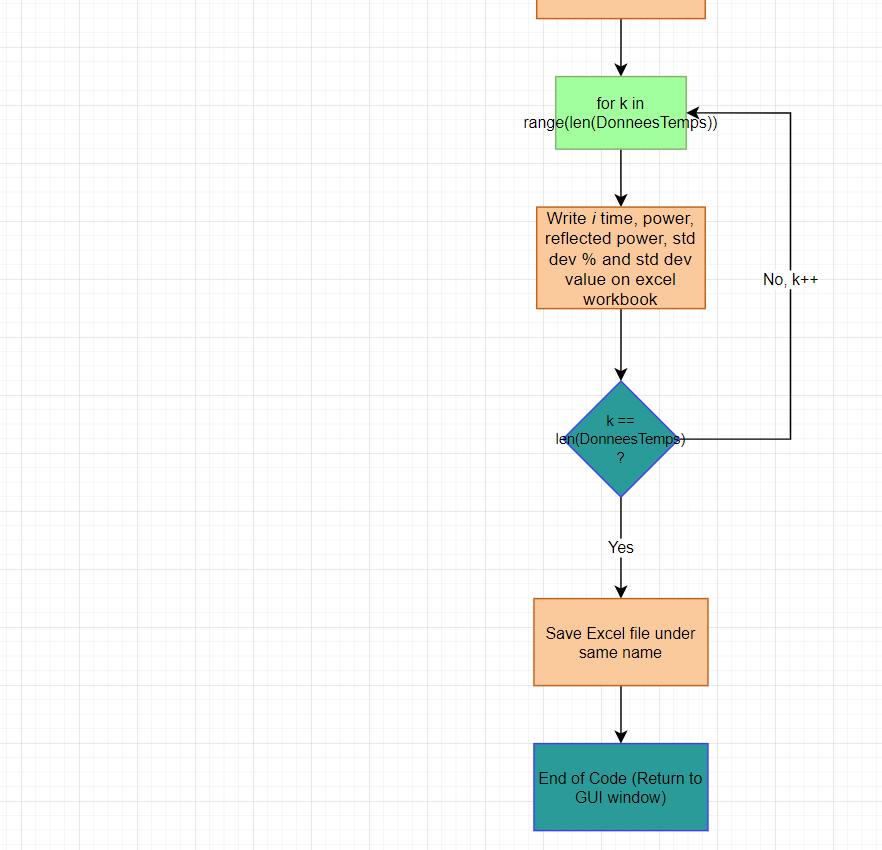 for k in
range(len(DonneesTemps))
Write i time, power,
reflected power, std
dev % and std dev
value on excel
workbook
No, k++
k ==
len(DonneesTemps)
?
Yes
Save Excel file under
same name
End of Code (Return to
GUI window)